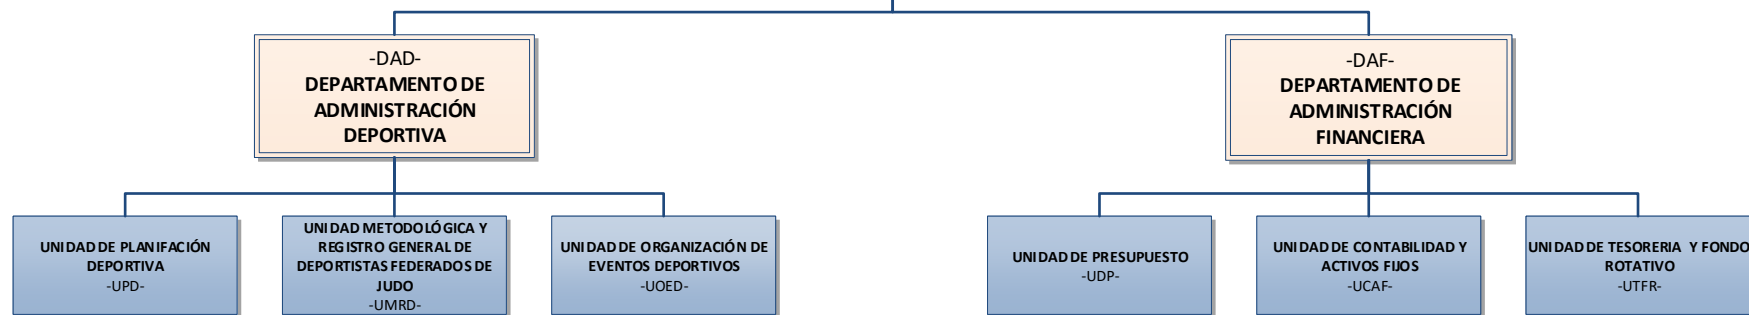 -DAD-
DEPARTAMENTO DE
ADMINISTRACIÓN
DEPORTIVA
-DAF-
DEPARTAMENTO DE
ADMINISTRACIÓN
FINANCIERA
UNIDAD DE PLANIFACIÓN
DEPORTIVA
-UPD-
UNIDAD METODOLÓGICA Y
REGISTRO GENERAL DE
DEPORTISTAS FEDERADOS DE
JUDO
-UMRD-
UNIDAD DE ORGANIZACIÓN DE
EVENTOS DEPORTIVOS
-UOED-
UNIDAD DE PRESUPUESTO
-UDP-
UNIDAD DE CONTABILIDAD Y
ACTIVOS FIJOS
-UCAF-
UNIDAD DE TESORERIA Y FONDO
ROTATIVO
-UTFR-